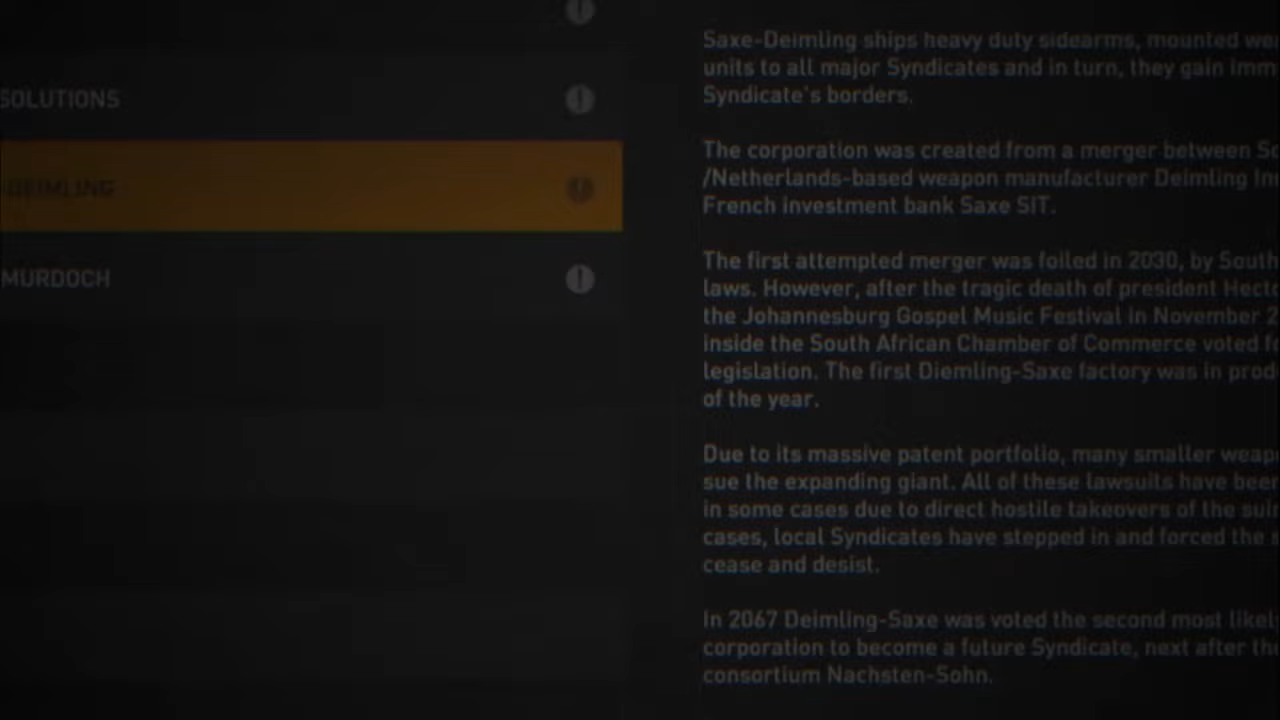 SOLUTIONS
-DEIMLING
MURDOCH
Saxe-Deimling ships heavy duty sidearms, mounted
units to all major Syndicates and in turn, they gain
Syndicate's borders.
The corporation was created from a merger between
/Netherlands-based weapon manufacturer Deimling
French investment bank Saxe SIT.
The first attempted merger was foiled in 2030, by South
laws. However, after the tragic death of president
the Johannesburg Gospel Music Festival in November
inside the South African Chamber of Commerce voted
legislation. The first Diemling-Saxe factory was in
of the year.
Due to its massive patent portfolio, many smaller
sue the expanding giant. All of these lawsuits have been
in some cases due to direct hostile takeovers of the
cases, local Syndicates have stepped in and forced the
cease and desist.
In 2067 Deimling-Saxe was voted the second most
corporation to become a future Syndicate, next after
consortium Nachsten-Sohn.